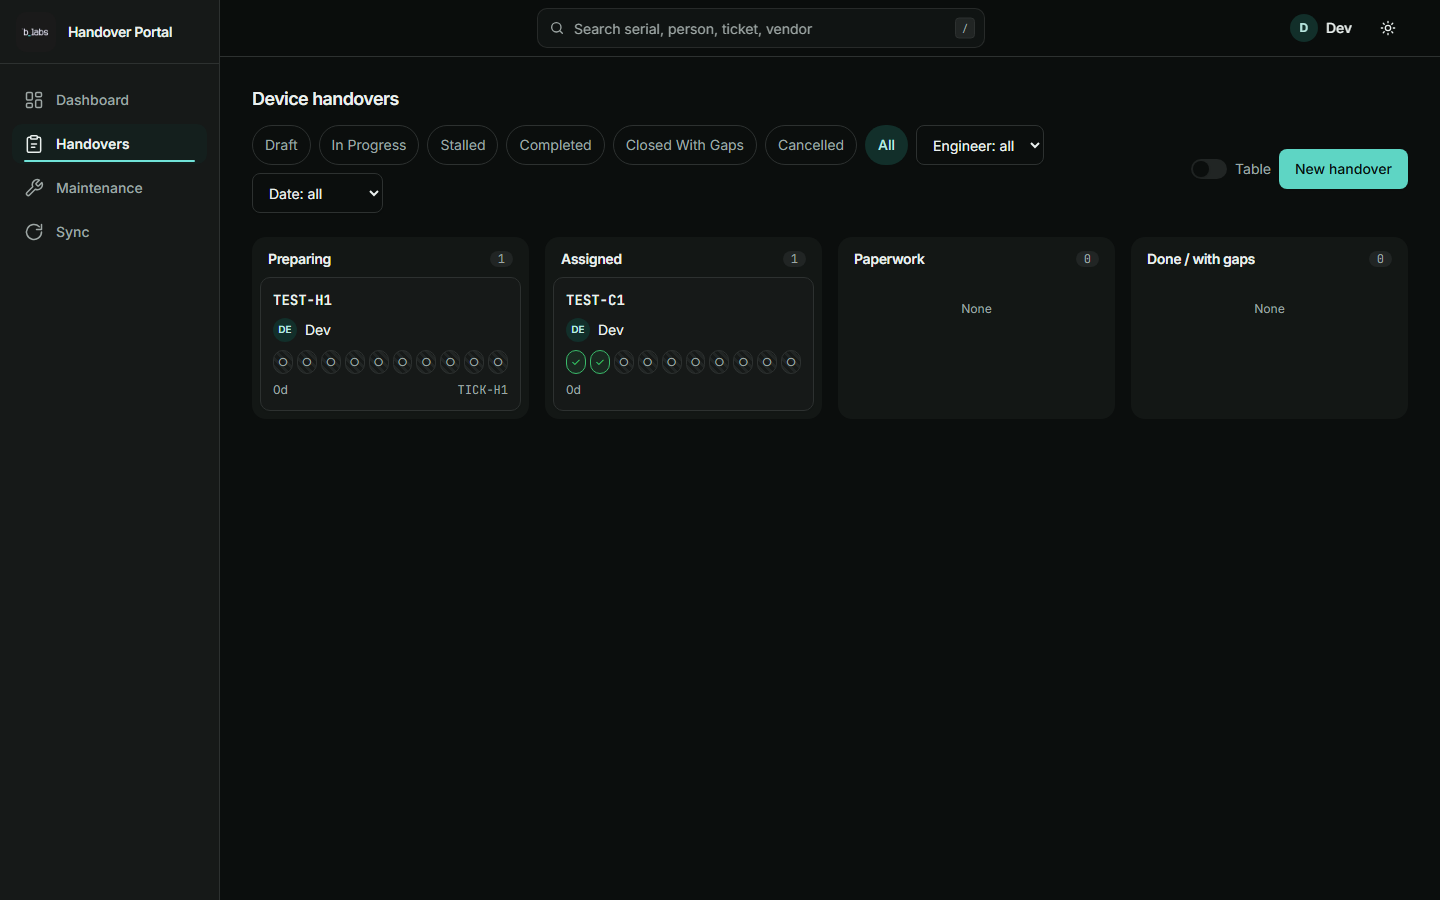 b_labs
Handover Portal
Search serial, person, ticket, vendor
/
D
Dev
Dashboard
Handovers
Maintenance
Sync
Device handovers
Draft
In Progress
Stalled
Completed
Closed With Gaps
Cancelled
All
Engineer: all
Date: all
Table
New handover
Preparing
1
TEST-H1
DE
Dev
0d
TICK-H1
Assigned
1
TEST-C1
DE
Dev
0d
Paperwork
0
None
Done / with gaps
0
None